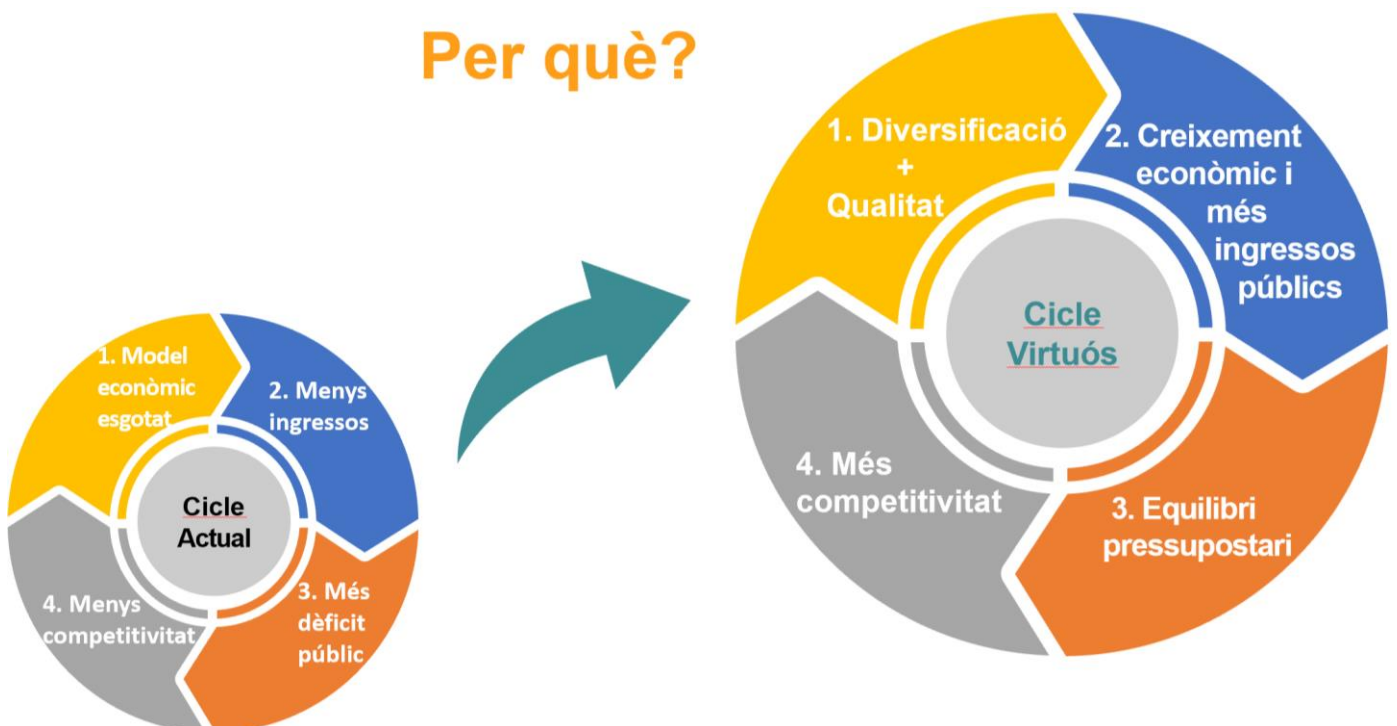 Per què?
1. Model
econòmic
esgotat
2. Menys
ingressos
3. Més
dèficit
públic
4. Menys
competitivitat
Cicle
Actual
1. Diversificació
+
Qualitat
2. Creixement
econòmic i
més
ingressos
públics
3. Equilibri
pressupostari
4. Més
competitivitat
Cicle
Virtuós